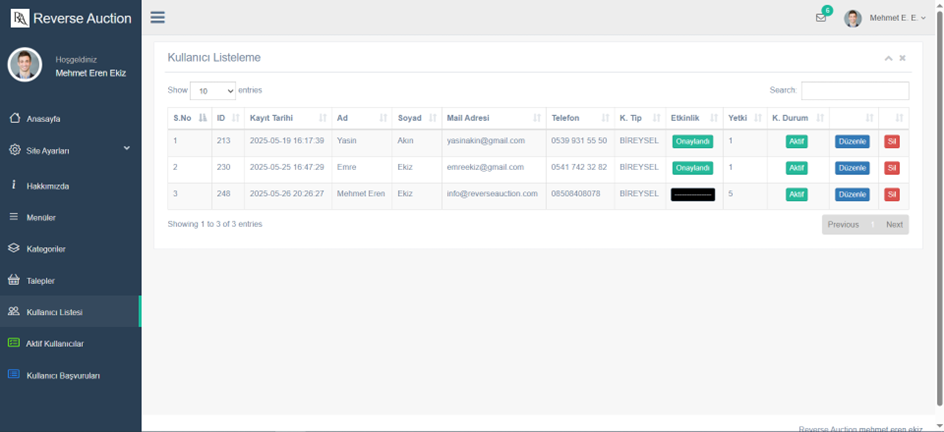 RA Reverse Auction
6
Mehmet E. E.
Hoşgeldiniz
Mehmet Eren Ekiz
Anasayfa
Site Ayarları
Hakkımızda
Menüler
Kategoriler
Talepler
Kullanıcı Listesi
Aktif Kullanıcılar
Kullanıcı Başvuruları
Kullanıcı Listeleme
Show 10 entries Search:
S.No ID Kayıt Tarihi Ad Soyad Mail Adresi Telefon K. Tip Etkinlik Yetki K. Durum
1 213 2025-05-19 16:17:39 Yasin Akın yasinakin@gmail.com 0539 931 55 50 BİREYSEL Onaylandı 1 Aktif Düzenle Sil
2 230 2025-05-25 16:47:29 Emre Ekiz emreekiz@gmail.com 0541 742 32 82 BİREYSEL Onaylandı 1 Aktif Düzenle Sil
3 248 2025-05-26 20:26:27 Mehmet Eren Ekiz info@reverseauction.com 08508408078 BİREYSEL ---------------- 5 Aktif Düzenle Sil
Showing 1 to 3 of 3 entries
Previous 1 Next
Reverse Auction mehmet eren ekiz